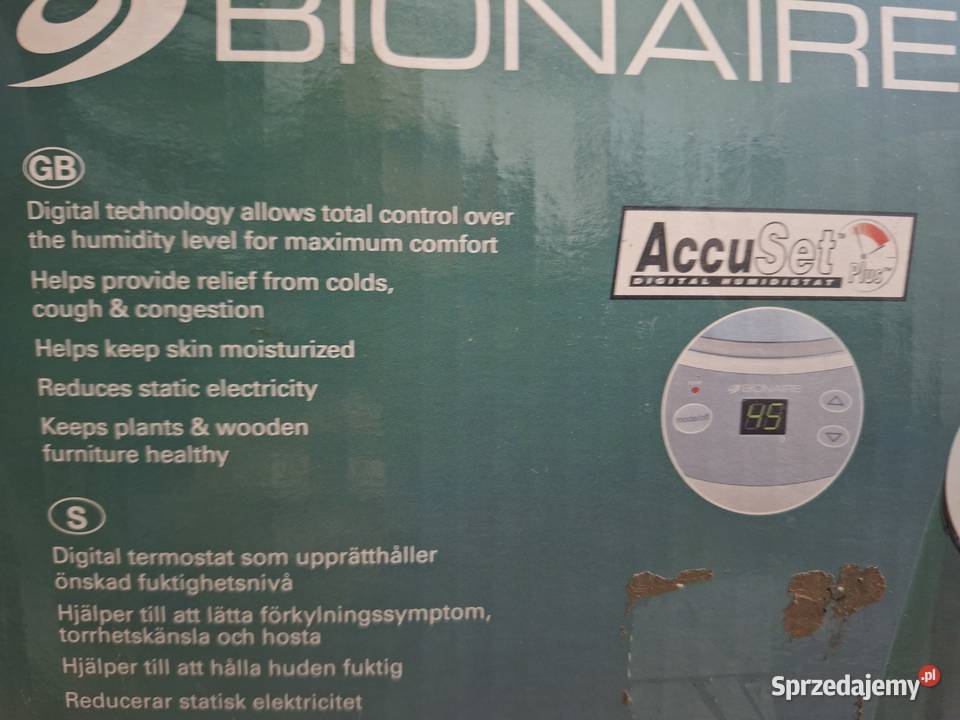 BIONAIRE
GB
Digital technology allows total control over
the humidity level for maximum comfort
Helps provide relief from colds,
cough & congestion
Helps keep skin moisturized
Reduces static electricity
Keeps plants & wooden
furniture healthy
AccuSet™ Plus™
DIGITAL HUMIDISTAT
BIONAIRE
mode/off
45
S
Digital termostat som upprätthåller
önskad fuktighetsnivå
Hjälper till att lätta förkylningssymptom,
torrhetskänsla och hosta
Hjälper till att hålla huden fuktig
Reducerar statisk elektricitet
Sprzedajemy.pl